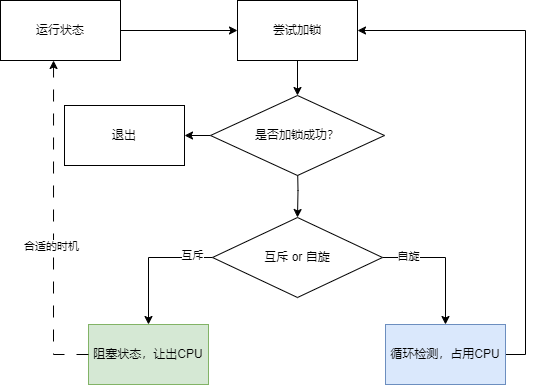 运行状态
尝试加锁
是否加锁成功?
退出
合适的时机
互斥
互斥 or 自旋
自旋
阻塞状态，让出CPU
循环检测，占用CPU